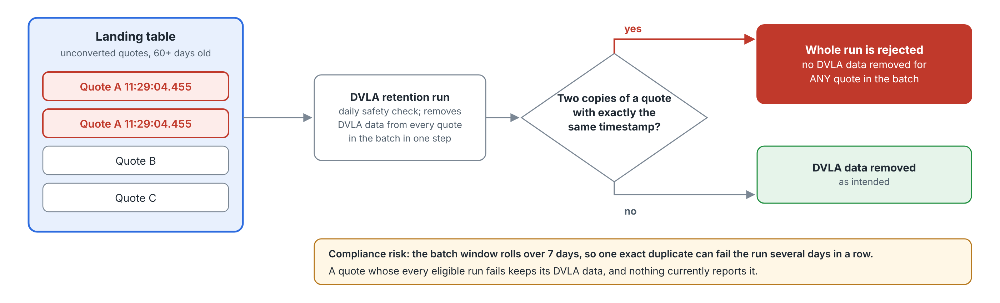 Landing table
unconverted quotes, 60+ days old
Quote A 11:29:04.455
Quote A 11:29:04.455
Quote B
Quote C
DVLA retention run
daily safety check; removes
DVLA data from every quote
in the batch in one step
Two copies of a quote
with exactly the
same timestamp?
yes
Whole run is rejected
no DVLA data removed for
ANY quote in the batch
no
DVLA data removed
as intended
Compliance risk: the batch window rolls over 7 days, so one exact duplicate can fail the run several days in a row.
A quote whose every eligible run fails keeps its DVLA data, and nothing currently reports it.